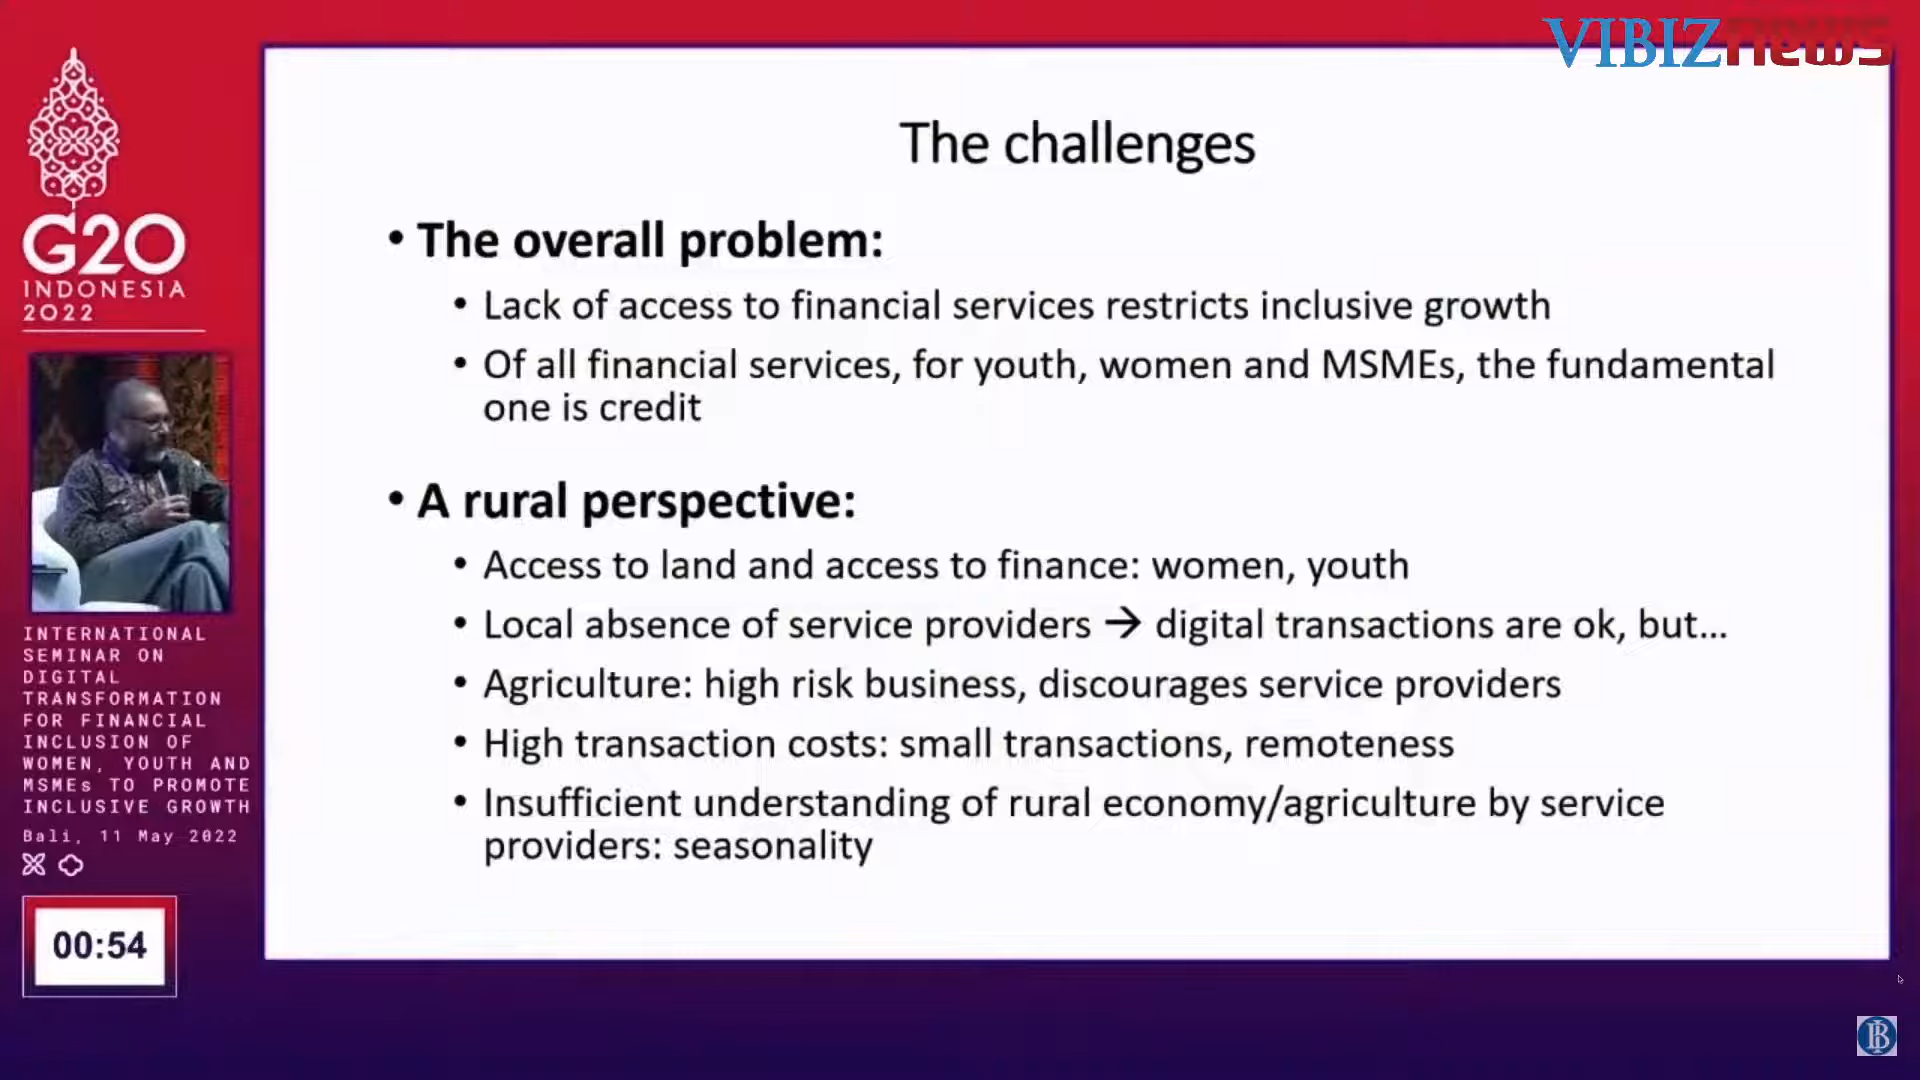 VIBIZnews
G20
INDONESIA
2022
INTERNATIONAL
SEMINAR ON
DIGITAL
TRANSFORMATION
FOR FINANCIAL
INCLUSION OF
WOMEN, YOUTH AND
MSMEs TO PROMOTE
INCLUSIVE GROWTH
Bali, 11 May 2022
00:54
The challenges
• The overall problem:
• Lack of access to financial services restricts inclusive growth
• Of all financial services, for youth, women and MSMEs, the fundamental
one is credit
• A rural perspective:
• Access to land and access to finance: women, youth
• Local absence of service providers → digital transactions are ok, but...
• Agriculture: high risk business, discourages service providers
• High transaction costs: small transactions, remoteness
• Insufficient understanding of rural economy/agriculture by service
providers: seasonality